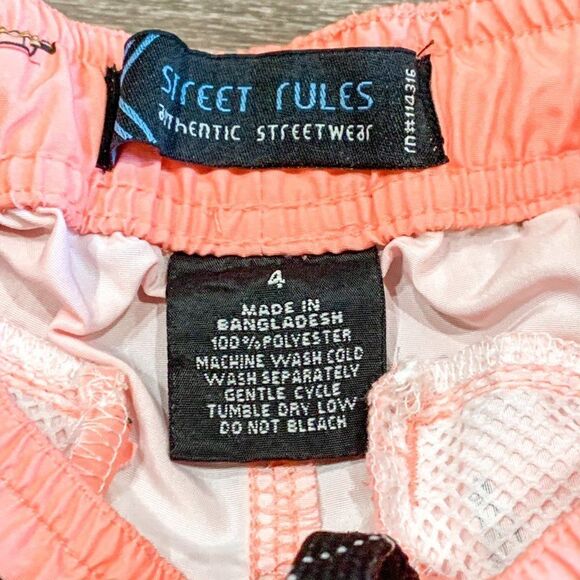 STREET RULES
AUTHENTIC STREETWEAR
RN#114316
4
MADE IN
BANGLADESH
100% POLYESTER
MACHINE WASH COLD
WASH SEPARATELY
GENTLE CYCLE
TUMBLE DRY LOW
DO NOT BLEACH